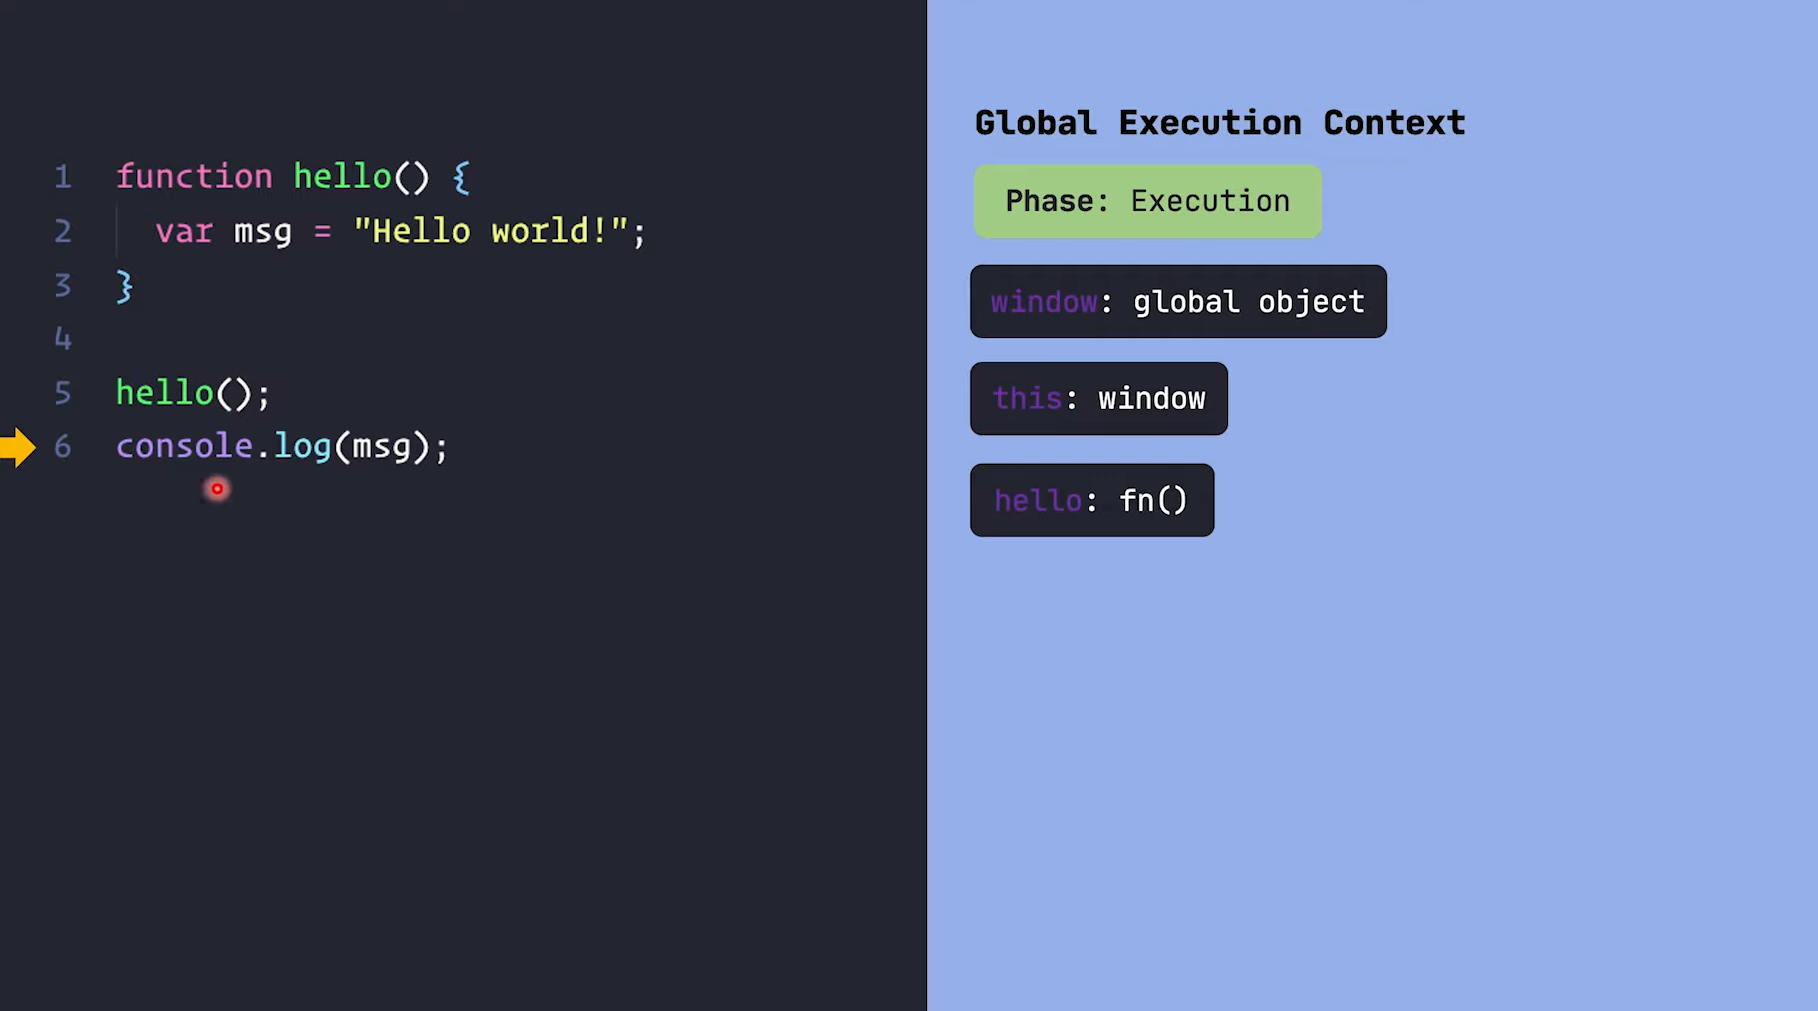 1 function hello() {
2 var msg = "Hello world!";
3 }
4
5 hello();
6 console.log(msg);
Global Execution Context
Phase: Execution
window: global object
this: window
hello: fn()